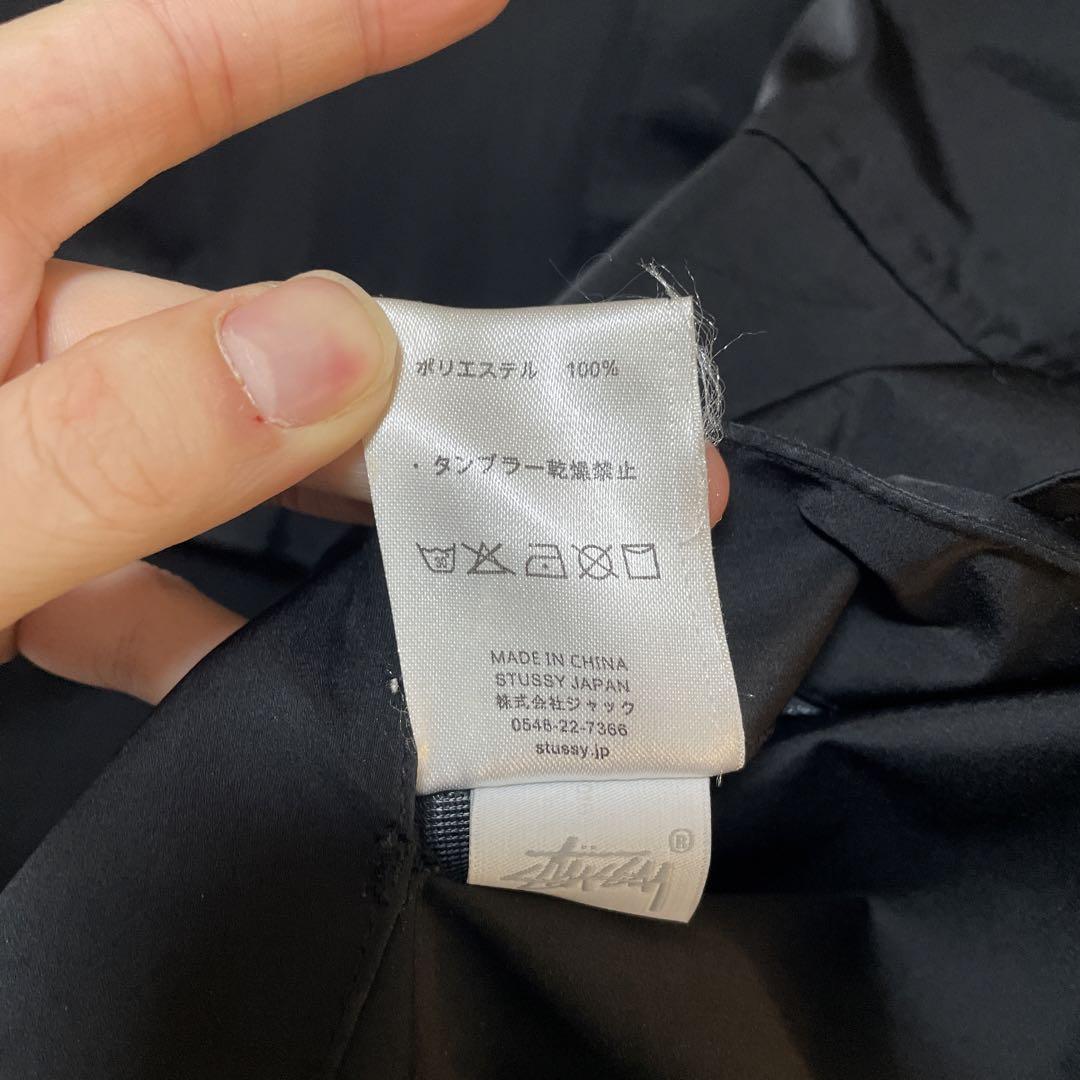 ポリエステル 100%
・タンブラー乾燥禁止
MADE IN CHINA
STUSSY JAPAN
株式会社ジャック
0548-22-7366
stussy.jp
Stüssy ®